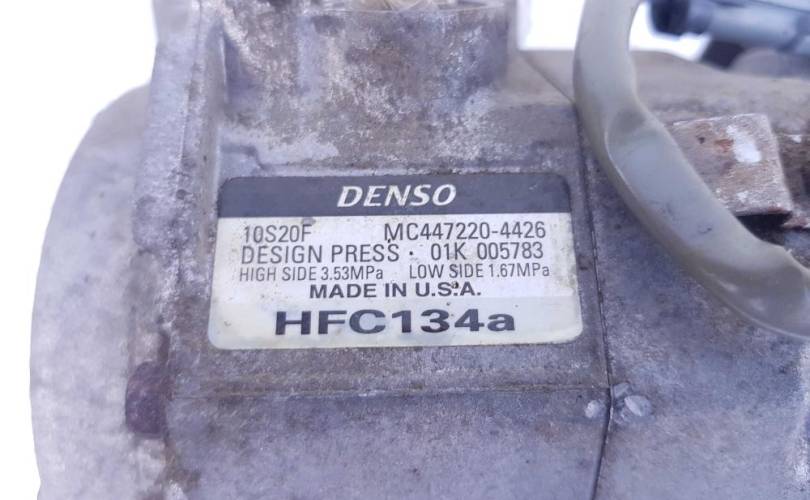 DENSO
10S20F MC447220-4426
DESIGN PRESS · 01K 005783
HIGH SIDE 3.53MPa LOW SIDE 1.67MPa
MADE IN U.S.A.
HFC134a